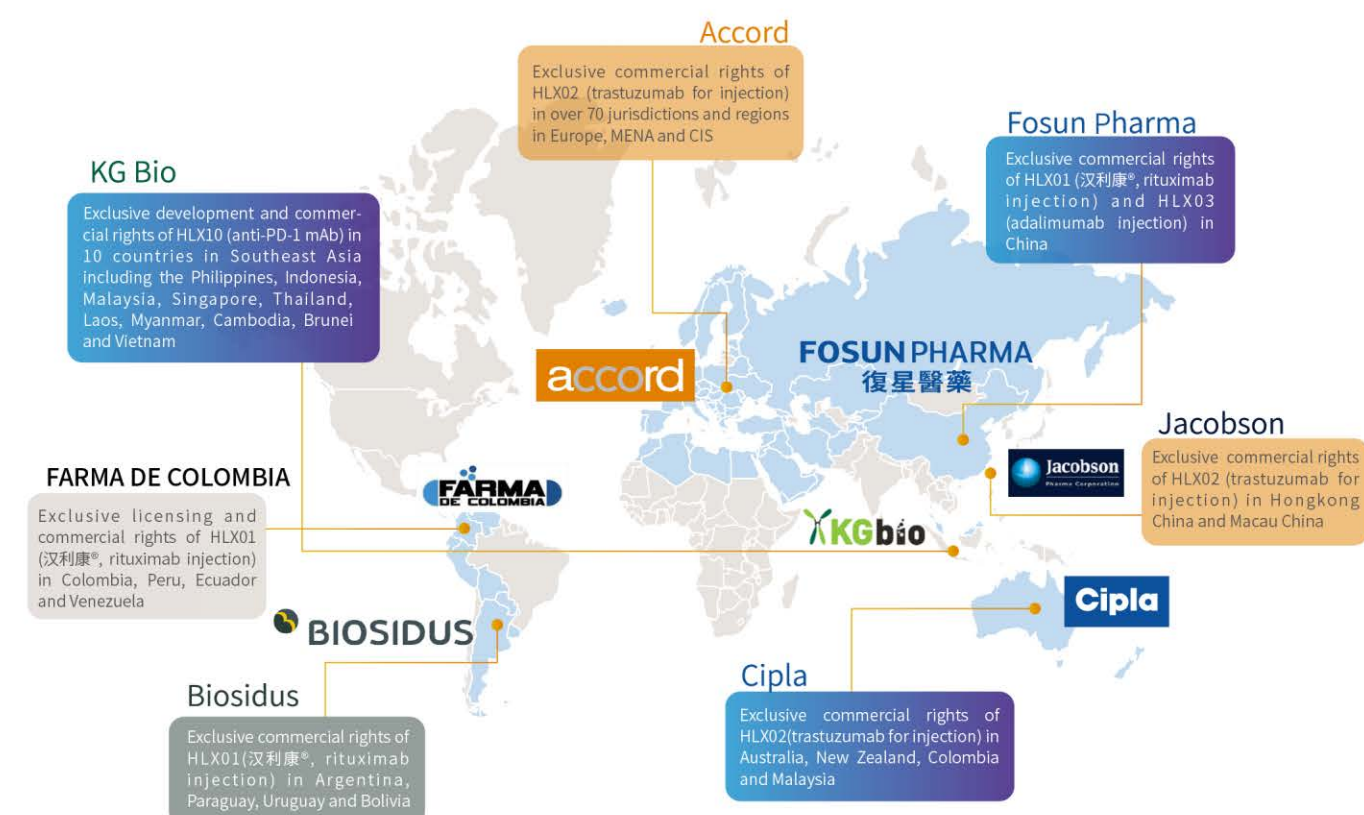 Accord
Exclusive commercial rights of
HLX02 (trastuzumab for injection)
in over 70 jurisdictions and regions
in Europe, MENA and CIS
Fosun Pharma
Exclusive commercial rights
of HLX01 (汉利康®, rituximab
injection) and HLX03
(adalimumab injection) in
China
KG Bio
Exclusive development and commer-
cial rights of HLX10 (anti-PD-1 mAb) in
10 countries in Southeast Asia
including the Philippines, Indonesia,
Malaysia, Singapore, Thailand,
Laos, Myanmar, Cambodia, Brunei
and Vietnam
accord
FOSUN PHARMA
復星醫藥
Jacobson
Exclusive commercial rights
of HLX02 (trastuzumab for
injection) in Hongkong
China and Macau China
Jacobson
Pharma Corporation
FARMA DE COLOMBIA
Exclusive licensing and
commercial rights of HLX01
(汉利康®, rituximab injection)
in Colombia, Peru, Ecuador
and Venezuela
FARMA
DE COLOMBIA
KGbio
Cipla
BIOSIDUS
Biosidus
Exclusive commercial rights of
HLX01(汉利康®, rituximab
injection) in Argentina,
Paraguay, Uruguay and Bolivia
Cipla
Exclusive commercial rights of
HLX02(trastuzumab for injection) in
Australia, New Zealand, Colombia
and Malaysia